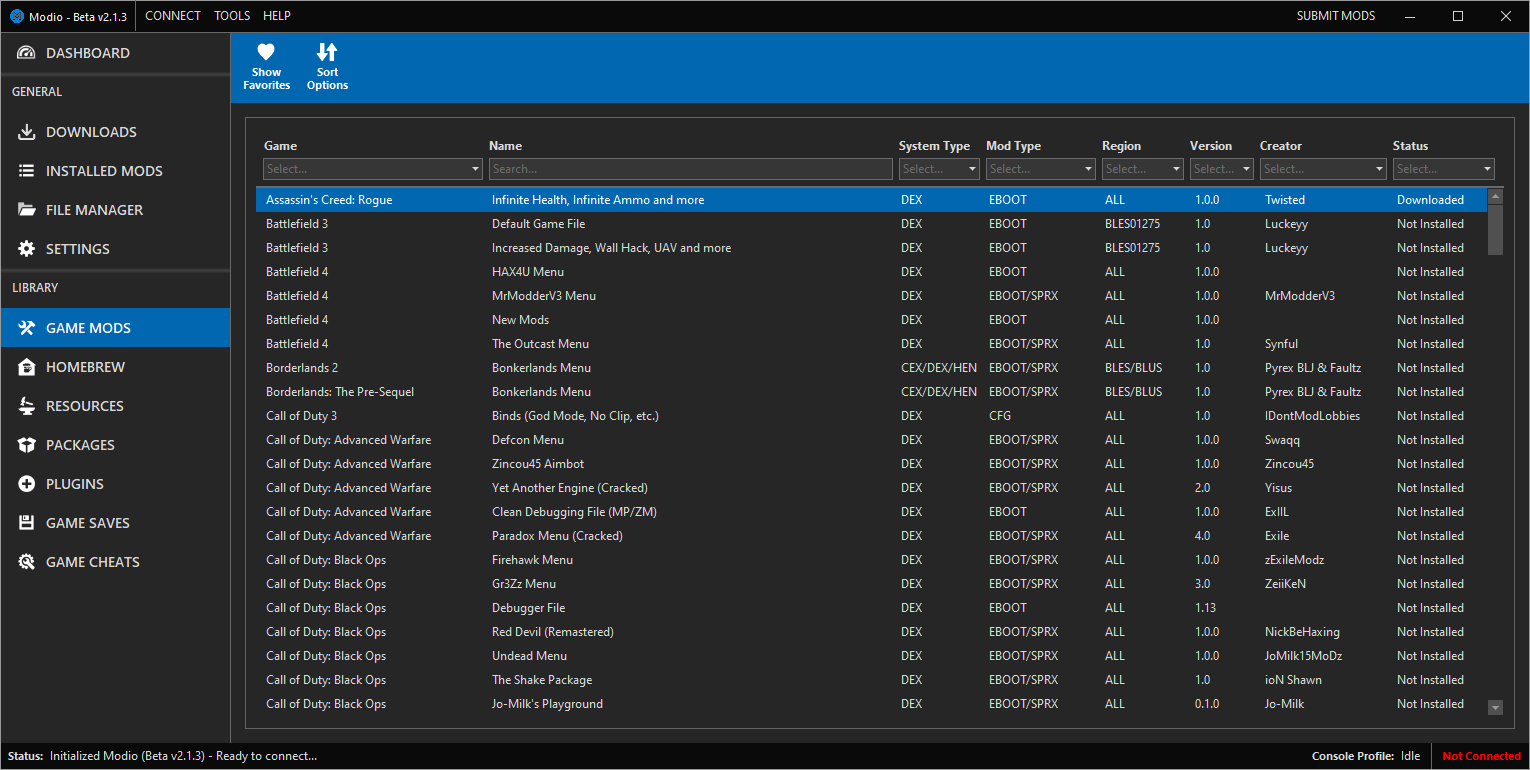 Modio - Beta v2.1.3 CONNECT TOOLS HELP SUBMIT MODS
DASHBOARD
GENERAL
DOWNLOADS
INSTALLED MODS
FILE MANAGER
SETTINGS
LIBRARY
GAME MODS
HOMEBREW
RESOURCES
PACKAGES
PLUGINS
GAME SAVES
GAME CHEATS
Show Favorites
Sort Options
Game Name System Type Mod Type Region Version Creator Status
Select... Search... Select... Select... Select... Select... Select... Select...
Assassin's Creed: Rogue Infinite Health, Infinite Ammo and more DEX EBOOT ALL 1.0.0 Twisted Downloaded
Battlefield 3 Default Game File DEX EBOOT BLES01275 1.0 Luckeyy Not Installed
Battlefield 3 Increased Damage, Wall Hack, UAV and more DEX EBOOT BLES01275 1.0 Luckeyy Not Installed
Battlefield 4 HAX4U Menu DEX EBOOT ALL 1.0.0 Not Installed
Battlefield 4 MrModderV3 Menu DEX EBOOT/SPRX ALL 1.0.0 MrModderV3 Not Installed
Battlefield 4 New Mods DEX EBOOT ALL 1.0.0 Not Installed
Battlefield 4 The Outcast Menu DEX EBOOT/SPRX ALL 1.0.0 Synful Not Installed
Borderlands 2 Bonkerlands Menu CEX/DEX/HEN EBOOT/SPRX BLES/BLUS 1.0 Pyrex BLJ & Faultz Not Installed
Borderlands: The Pre-Sequel Bonkerlands Menu CEX/DEX/HEN EBOOT/SPRX BLES/BLUS 1.0 Pyrex BLJ & Faultz Not Installed
Call of Duty 3 Binds (God Mode, No Clip, etc.) DEX CFG ALL 1.0 IDontModLobbies Not Installed
Call of Duty: Advanced Warfare Defcon Menu DEX EBOOT/SPRX ALL 1.0.0 Swaqq Not Installed
Call of Duty: Advanced Warfare Zincou45 Aimbot DEX EBOOT/SPRX ALL 1.0.0 Zincou45 Not Installed
Call of Duty: Advanced Warfare Yet Another Engine (Cracked) DEX EBOOT/SPRX ALL 2.0 Yisus Not Installed
Call of Duty: Advanced Warfare Clean Debugging File (MP/ZM) DEX EBOOT ALL 1.0.0 ExIlL Not Installed
Call of Duty: Advanced Warfare Paradox Menu (Cracked) DEX EBOOT/SPRX ALL 4.0 Exile Not Installed
Call of Duty: Black Ops Firehawk Menu DEX EBOOT/SPRX ALL 1.0.0 zExileModz Not Installed
Call of Duty: Black Ops Gr3Zz Menu DEX EBOOT/SPRX ALL 3.0 ZeiiKeN Not Installed
Call of Duty: Black Ops Debugger File DEX EBOOT ALL 1.13 Not Installed
Call of Duty: Black Ops Red Devil (Remastered) DEX EBOOT/SPRX ALL 1.0.0 NickBeHaxing Not Installed
Call of Duty: Black Ops Undead Menu DEX EBOOT/SPRX ALL 1.0.0 JoMilk15MoDz Not Installed
Call of Duty: Black Ops The Shake Package DEX EBOOT/SPRX ALL 1.0 ioN Shawn Not Installed
Call of Duty: Black Ops Jo-Milk's Playground DEX EBOOT/SPRX ALL 0.1.0 Jo-Milk Not Installed
Status: Initialized Modio (Beta v2.1.3) - Ready to connect... Console Profile: Idle Not Connected